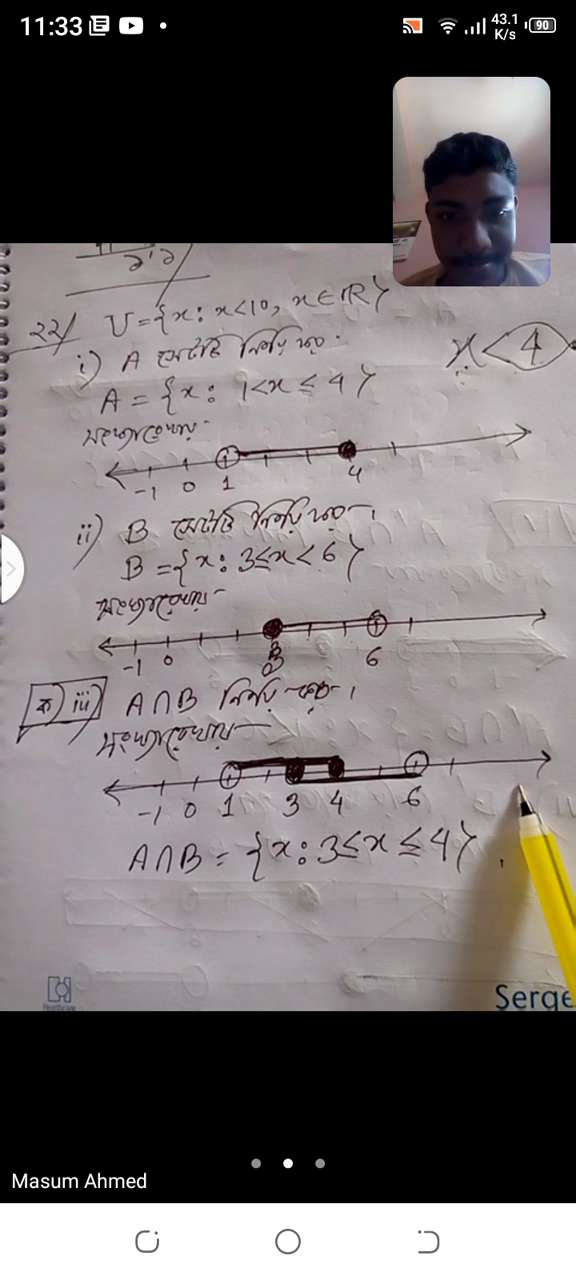 11:33
43.1
K/s
90
২২/ U={x: x<10, x∈R}
i) A সেটটি নির্ণয় কর.
x<4
A = {x: 1<x≤4}
সংখ্যারেখায়-
-1 0 1 4
ii) B সেটটি নির্ণয় কর-।
B={x: 3≤x<6}
সংখ্যারেখায়-
-1 0 3 6
ক) iii) A∩B নির্ণয় কর-।
সংখ্যারেখায়-
-1 0 1 3 4 6
A∩B = {x: 3≤x≤4}
Healthcare
Serge
Masum Ahmed